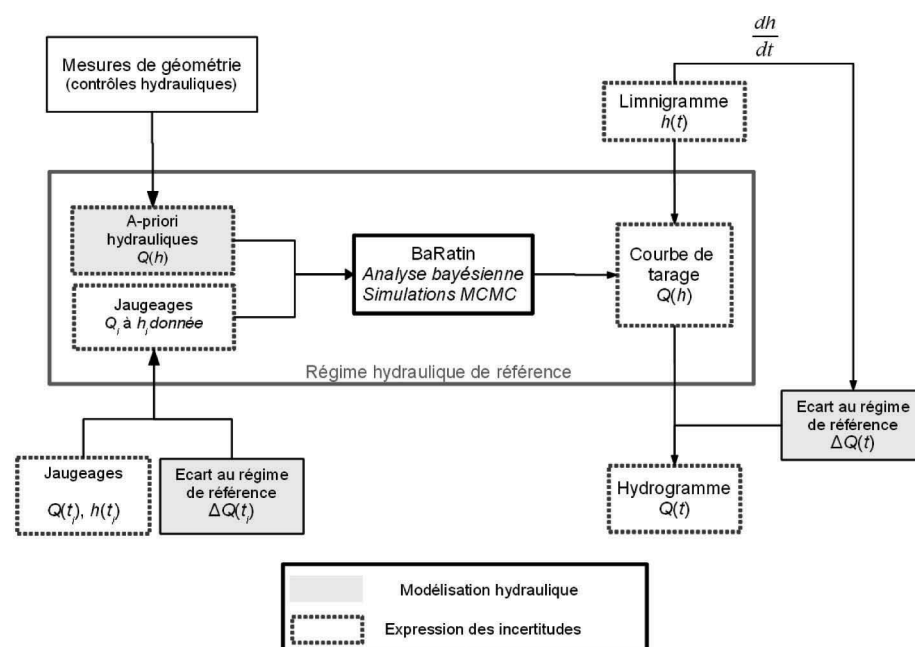 Mesures de géométrie
(contrôles hydrauliques)
dh
dt
Limnigramme
h(t)
A-priori
hydrauliques
Q(h)
BaRatin
Analyse bayésienne
Simulations MCMC
Courbe de
tarage
Q(h)
Jaugeages
Qi à hi donnée
Régime hydraulique de référence
Jaugeages
Q(ti), h(ti)
Ecart au régime
de référence
ΔQ(ti)
Ecart au régime
de référence
ΔQ(t)
Hydrogramme
Q(t)
Modélisation hydraulique
Expression des incertitudes